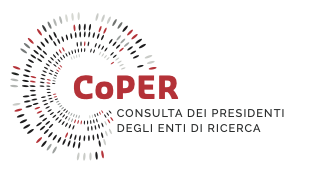 CoPER
CONSULTA DEI PRESIDENTI
DEGLI ENTI DI RICERCA